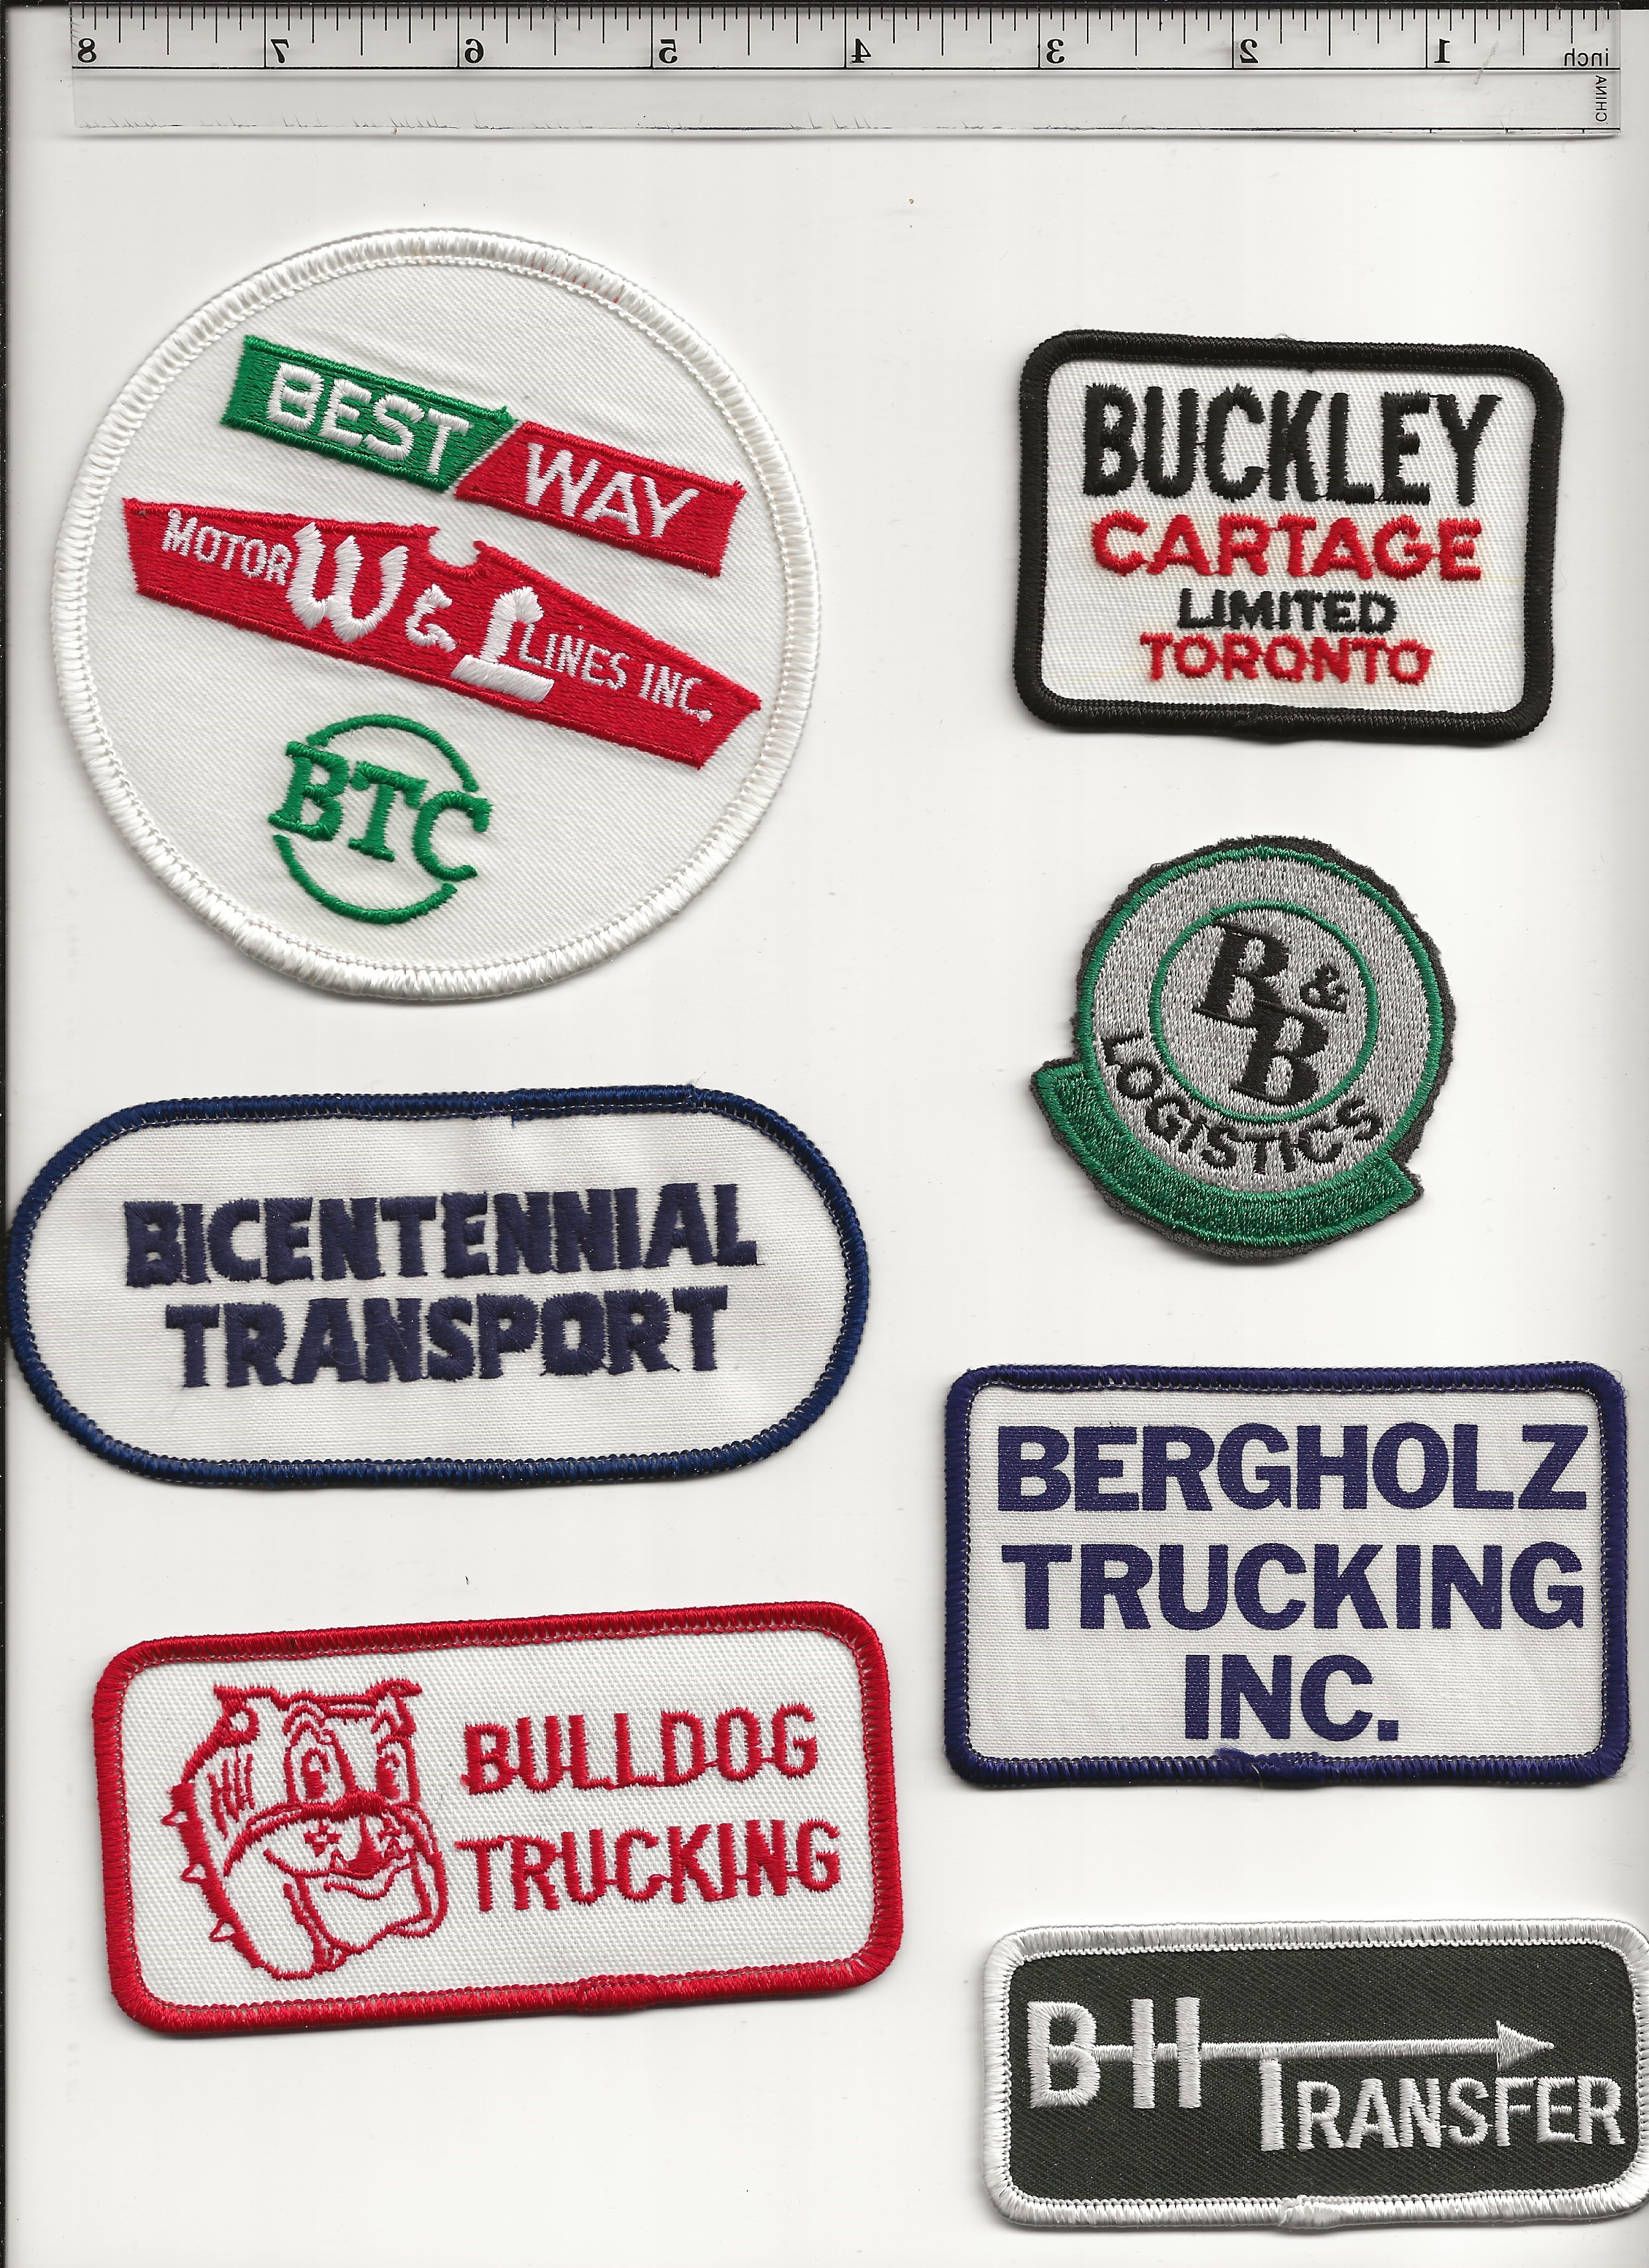 8 7 6 5 4 3 2 1 inch
CHINA
BEST WAY
MOTOR W & L LINES INC.
BTC
BUCKLEY
CARTAGE
LIMITED
TORONTO
B &
B
LOGISTICS
BICENTENNIAL
TRANSPORT
BERGHOLZ
TRUCKING
INC.
BULLDOG
TRUCKING
B-H
TRANSFER